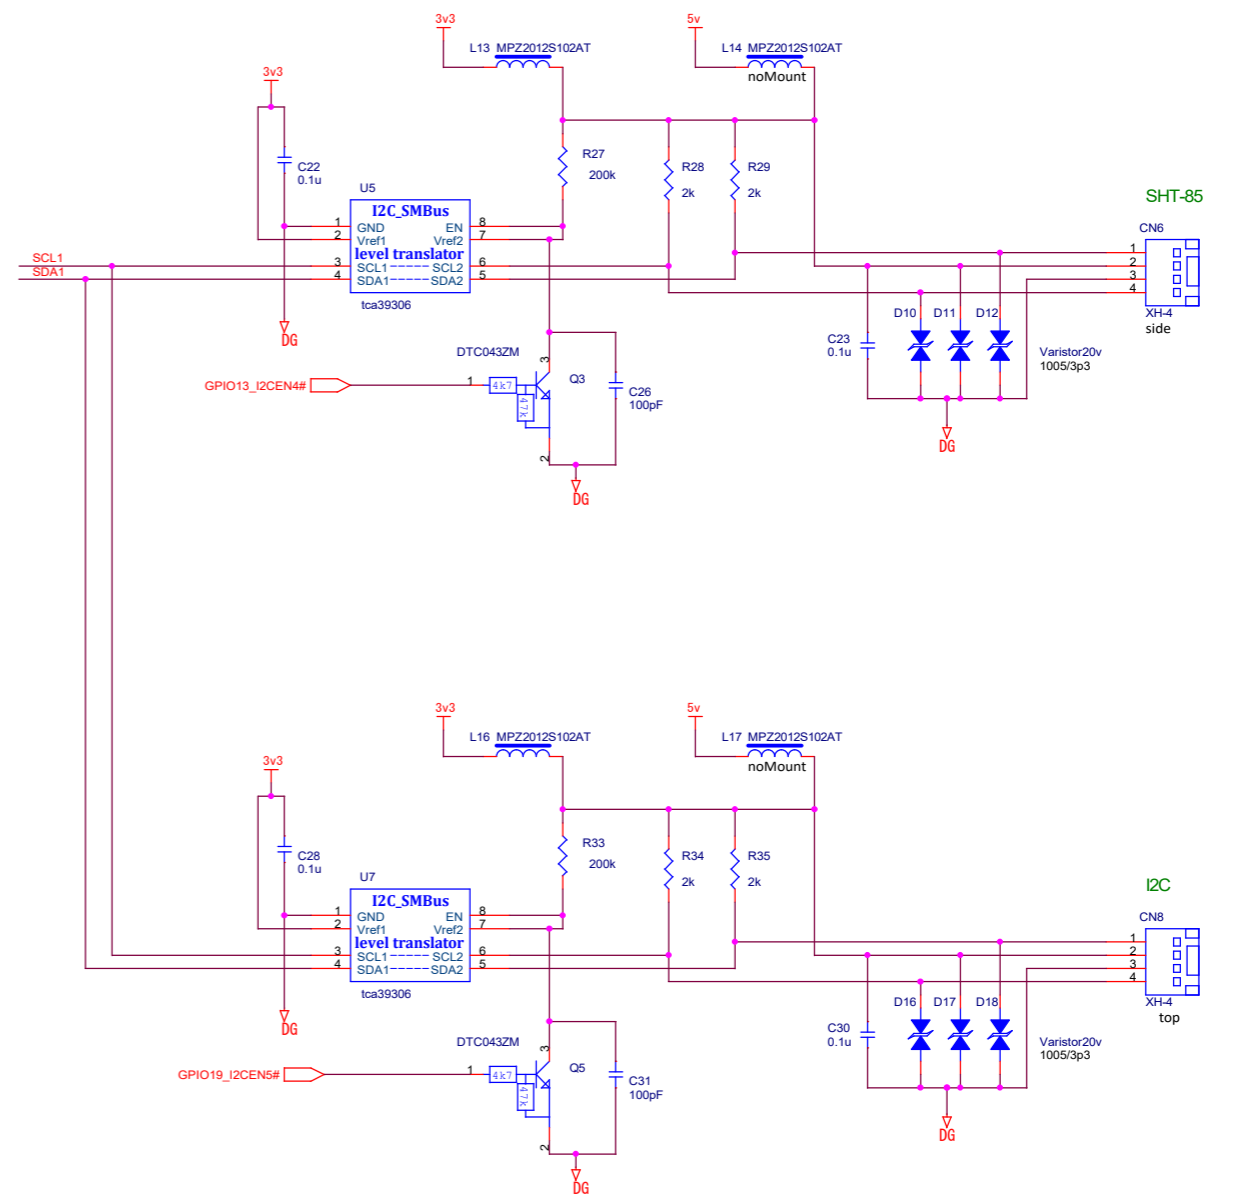 3v3
L13 MPZ2012S102AT
5v
L14 MPZ2012S102AT
noMount
3v3
C22
0.1u
R27
200k
R28
2k
R29
2k
U5
I2C_SMBus
level translator
1 GND EN 8
2 Vref1 Vref2 7
3 SCL1 SCL2 6
4 SDA1 SDA2 5
tca39306
SCL1
SDA1
DG
SHT-85
CN6
1
2
3
4
XH-4
side
D10 D11 D12
C23
0.1u
Varistor20v
1005/3p3
DG
DTC043ZM
GPIO13_I2CEN4#
1
4k7
47k
3
Q3
2
C26
100pF
DG
3v3
L16 MPZ2012S102AT
5v
L17 MPZ2012S102AT
noMount
3v3
C28
0.1u
R33
200k
R34
2k
R35
2k
U7
I2C_SMBus
level translator
1 GND EN 8
2 Vref1 Vref2 7
3 SCL1 SCL2 6
4 SDA1 SDA2 5
tca39306
DG
I2C
CN8
1
2
3
4
XH-4
top
D16 D17 D18
C30
0.1u
Varistor20v
1005/3p3
DG
DTC043ZM
GPIO19_I2CEN5#
1
4k7
47k
3
Q5
2
C31
100pF
DG